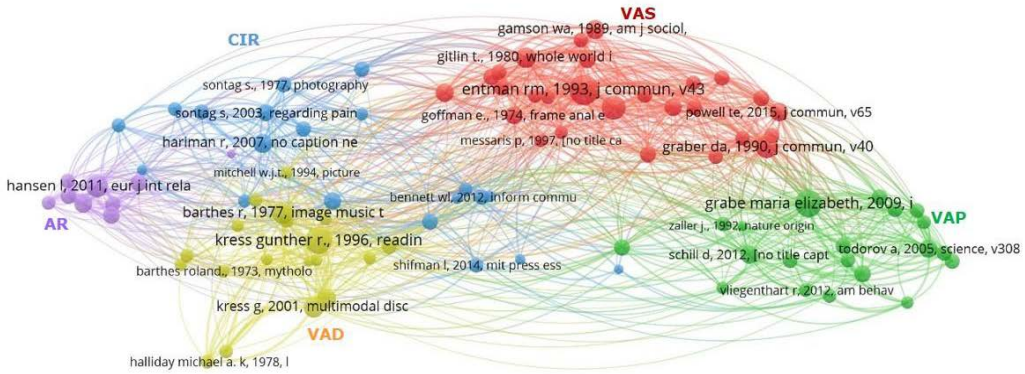 VAS
gamson wa, 1989, am j sociol,
CIR
gitlin t., 1980, whole world i
sontag s., 1977, photography
entman rm, 1993, j commun, v43
sontag s, 2003, regarding pain
goffman e., 1974, frame anal e
powell te, 2015, j commun, v65
hariman r, 2007, no caption ne
messaris p, 1997, [no title ca
graber da, 1990, j commun, v40
mitchell w.j.t., 1994, picture
hansen l, 2011, eur j int rela
bennett wl, 2012, inform commu
grabe maria elizabeth, 2009, i
AR
barthes r, 1977, image music t
VAP
zaller j., 1992, nature origin
kress gunther r., 1996, readin
schill d, 2012, [no title capt
todorov a, 2005, science, v308
barthes roland., 1973, mytholo
shifman l, 2014, mit press ess
vliegenthart r, 2012, am behav
kress g, 2001, multimodal disc
VAD
halliday michael a. k, 1978, l